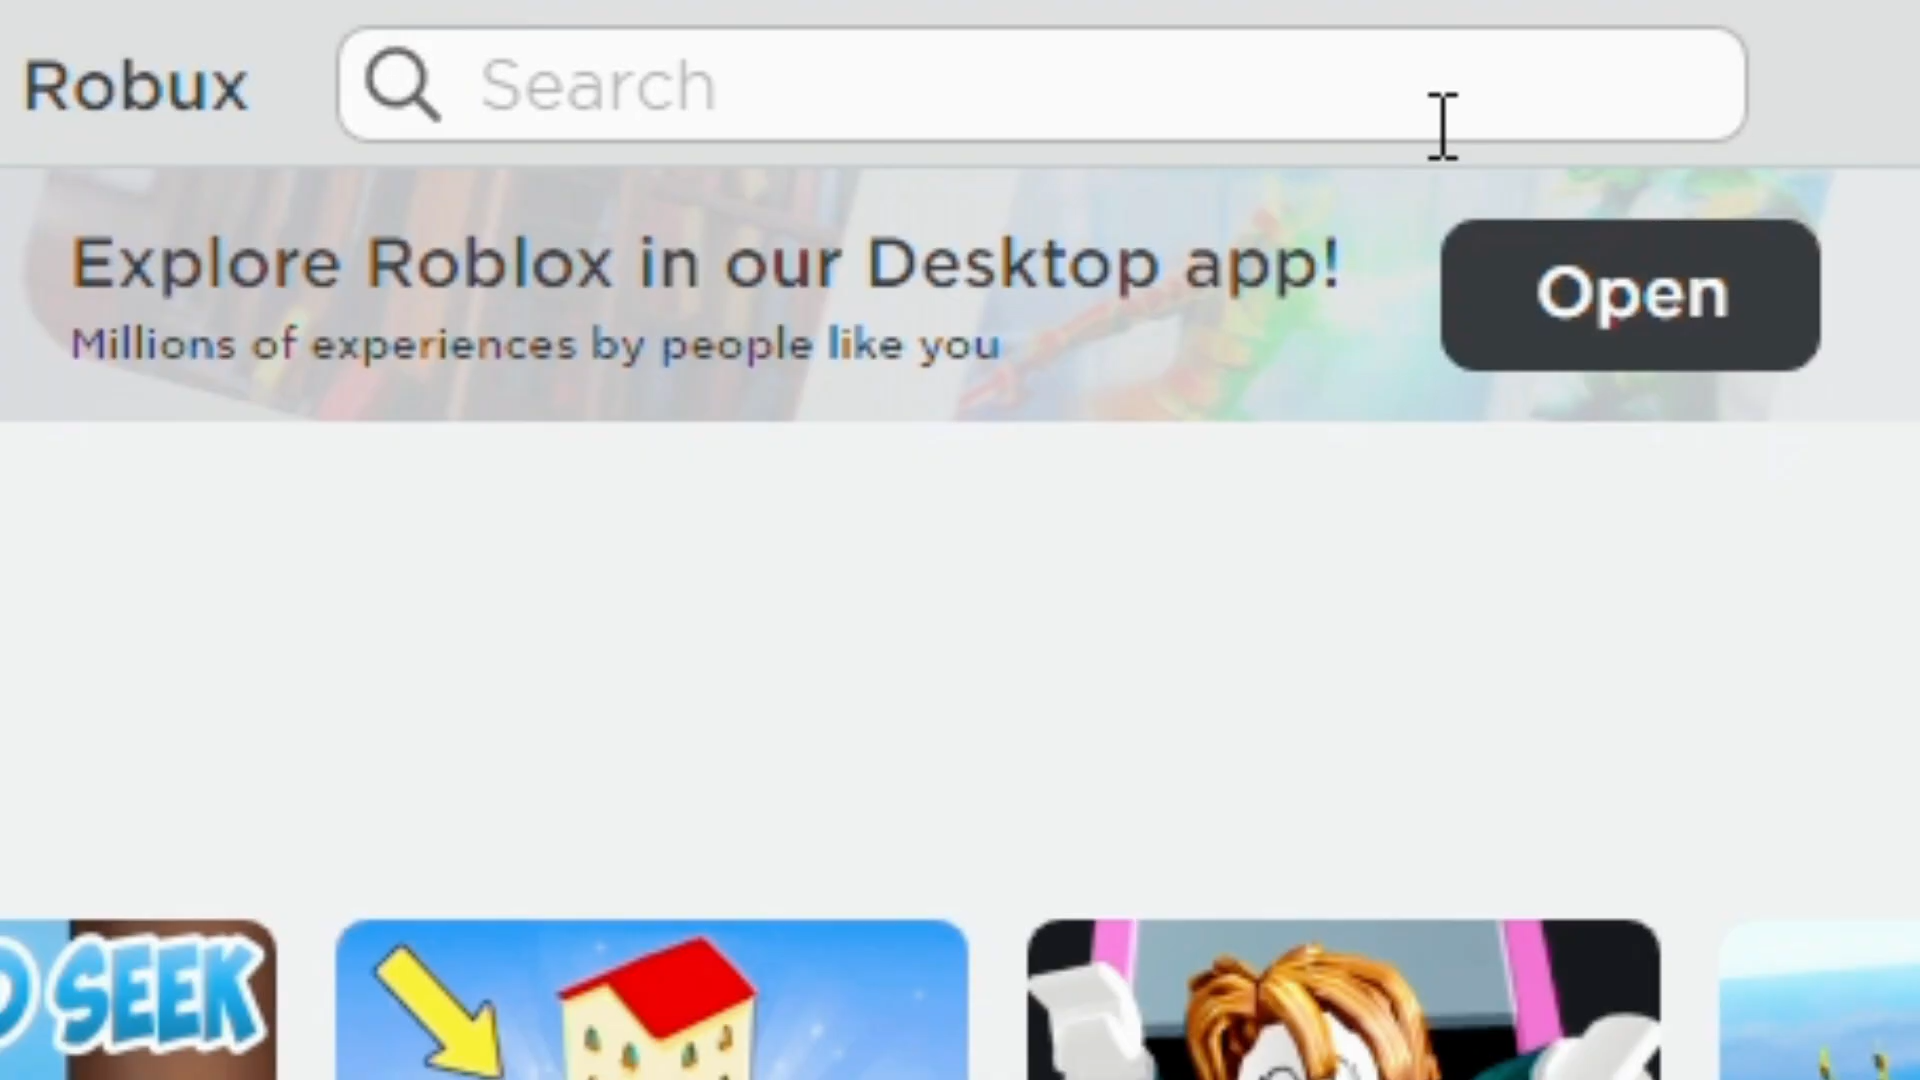 Robux
Search
Explore Roblox in our Desktop app!
Millions of experiences by people like you
Open
SEEK